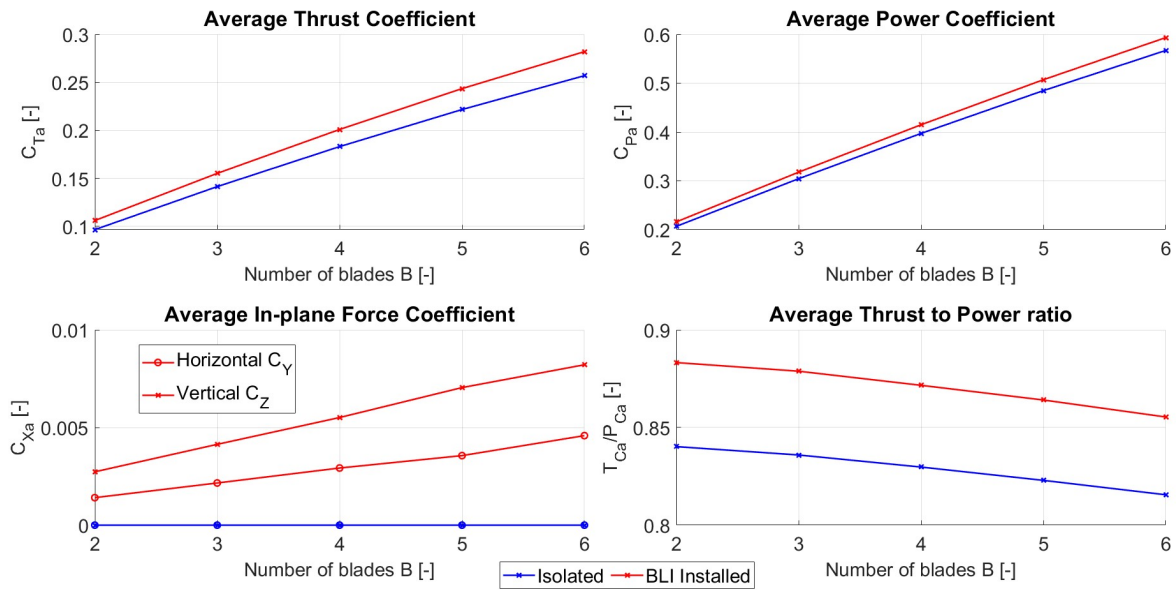 Average Thrust Coefficient
0.3
0.25
0.2
0.15
0.1
C_Ta [-]
2 3 4 5 6
Number of blades B [-]
Average Power Coefficient
0.6
0.5
0.4
0.3
0.2
C_Pa [-]
2 3 4 5 6
Number of blades B [-]
Average In-plane Force Coefficient
0.01
0.005
0
C_Xa [-]
Horizontal C_Y
Vertical C_Z
2 3 4 5 6
Number of blades B [-]
Average Thrust to Power ratio
0.9
0.85
0.8
T_Ca/P_Ca [-]
2 3 4 5 6
Number of blades B [-]
Isolated BLI Installed